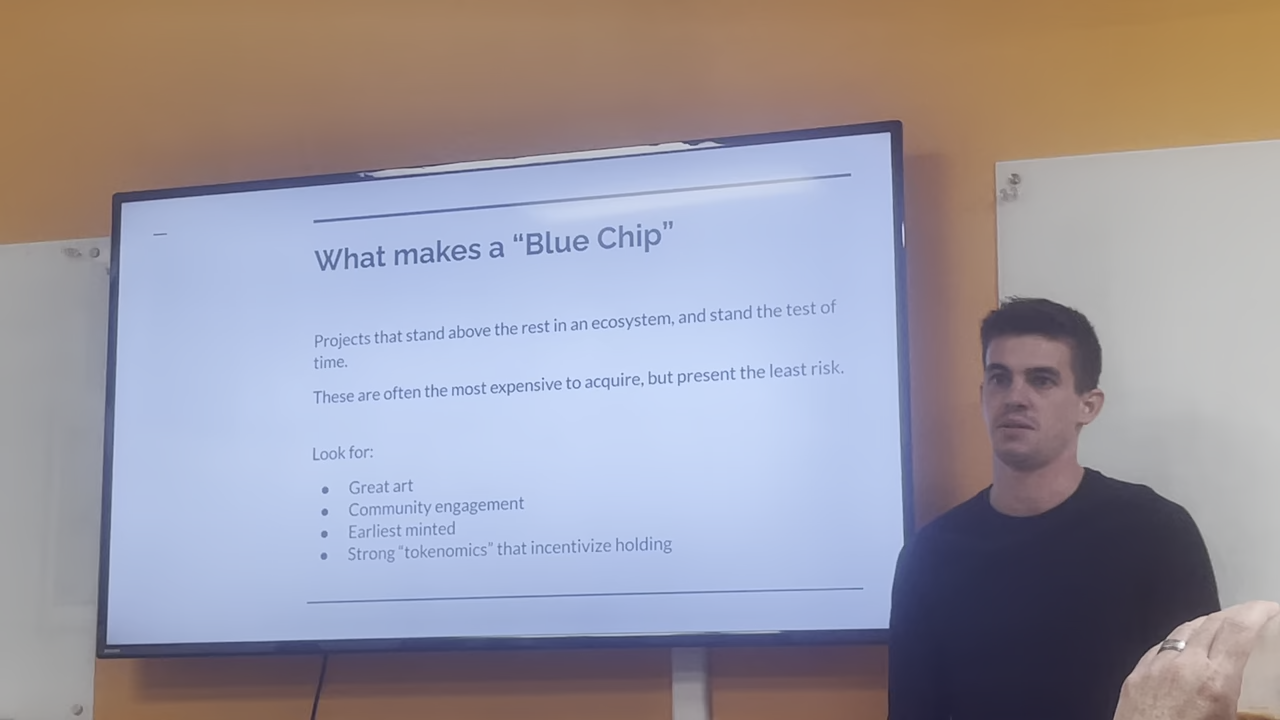 What makes a “Blue Chip”
Projects that stand above the rest in an ecosystem, and stand the test of
time.
These are often the most expensive to acquire, but present the least risk.
Look for:
● Great art
● Community engagement
● Earliest minted
● Strong “tokenomics” that incentivize holding